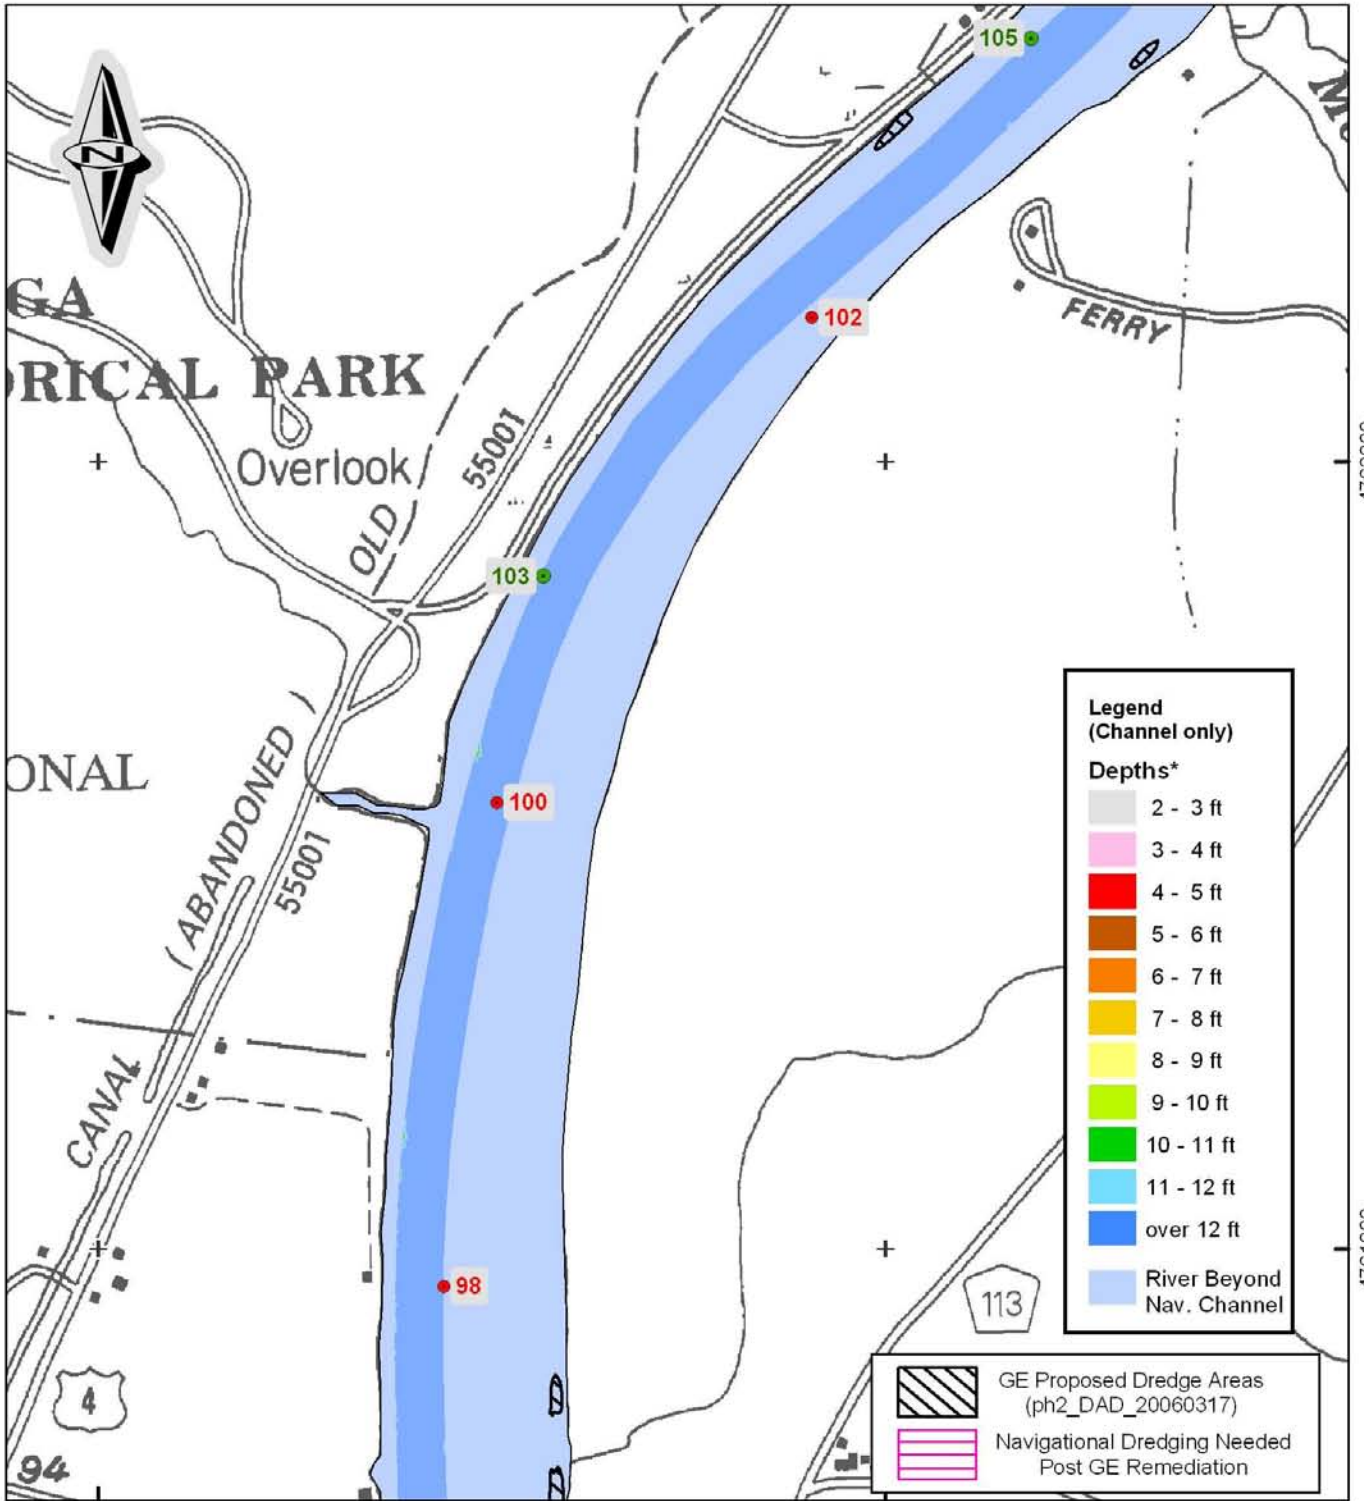 105
N
GA
ORICAL PARK
Overlook
55001
OLD
FERRY
102
103
100
ONAL
(ABANDONED)
55001
CANAL
98
4
94
113
Legend
(Channel only)
Depths*
2 - 3 ft
3 - 4 ft
4 - 5 ft
5 - 6 ft
6 - 7 ft
7 - 8 ft
8 - 9 ft
9 - 10 ft
10 - 11 ft
11 - 12 ft
over 12 ft
River Beyond
Nav. Channel
GE Proposed Dredge Areas
(ph2_DAD_20060317)
Navigational Dredging Needed
Post GE Remediation